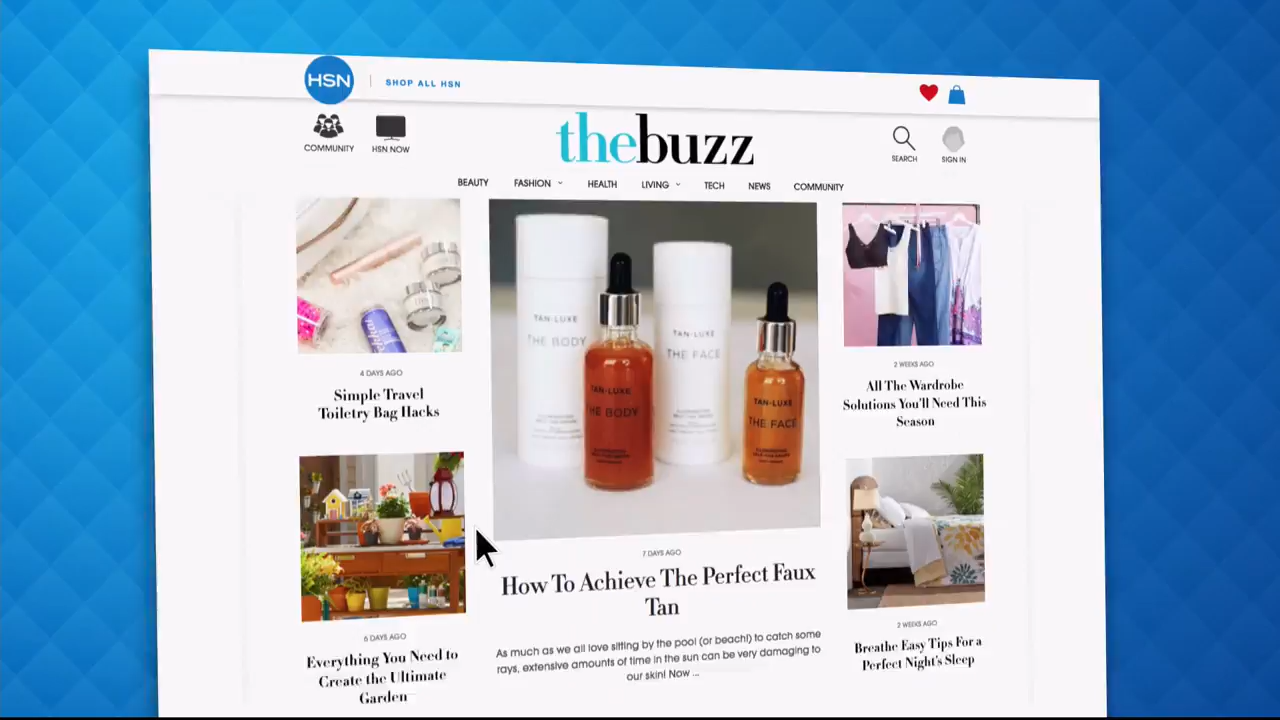 HSN
SHOP ALL HSN
COMMUNITY
HSN NOW
thebuzz
SEARCH
SIGN IN
BEAUTY
FASHION
HEALTH
LIVING
TECH
NEWS
COMMUNITY
4 DAYS AGO
Simple Travel
Toiletry Bag Hacks
6 DAYS AGO
Everything You Need to
Create the Ultimate
Garden
TAN-LUXE
THE BODY
TAN-LUXE
THE BODY
TAN-LUXE
THE FACE
TAN-LUXE
THE FACE
7 DAYS AGO
How To Achieve The Perfect Faux
Tan
As much as we all love sitting by the pool (or beach!) to catch some
rays, extensive amounts of time in the sun can be very damaging to
our skin! Now ...
2 WEEKS AGO
All The Wardrobe
Solutions You'll Need This
Season
2 WEEKS AGO
Breathe Easy Tips For a
Perfect Night's Sleep